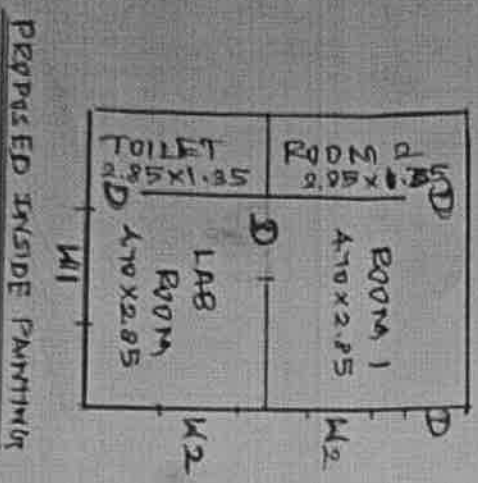 TOILET
2.85x1.35
ROOM 2
2.85x1.35
D
D
D
ROOM 1
4.70x2.85
LAB
ROOM
4.70x2.85
W1
W2
W2
D
PROPOSED INSIDE PAINTING